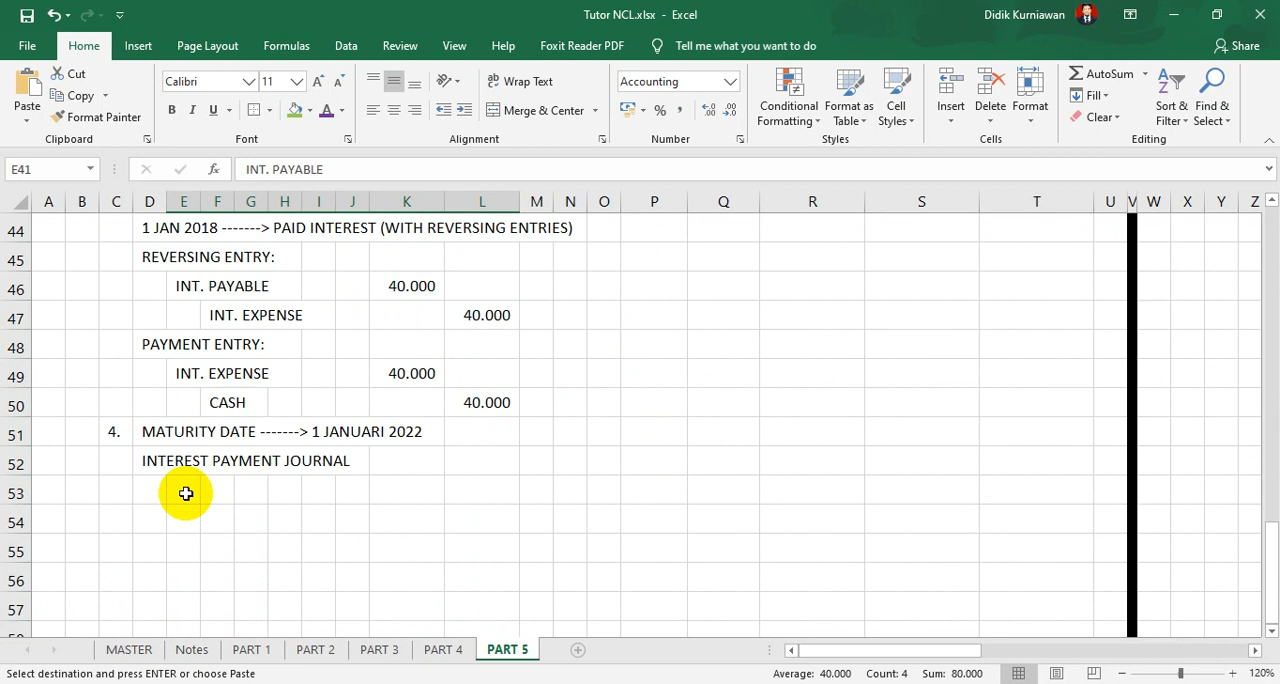 Tutor NCL.xlsx - Excel
Didik Kurniawan
File Home Insert Page Layout Formulas Data Review View Help Foxit Reader PDF Tell me what you want to do Share
Paste
Cut
Copy
Format Painter
Clipboard
Calibri 11
B I U A
Font
Wrap Text
Merge & Center
Alignment
Accounting
%
Number
Conditional Formatting
Format as Table
Cell Styles
Styles
Insert Delete Format
Cells
AutoSum
Fill
Clear
Sort & Filter
Find & Select
Editing
E41 fx INT. PAYABLE
A B C D E F G H I J K L M N O P Q R S T U V W X Y Z
44 1 JAN 2018 -------> PAID INTEREST (WITH REVERSING ENTRIES)
45 REVERSING ENTRY:
46 INT. PAYABLE 40.000
47 INT. EXPENSE 40.000
48 PAYMENT ENTRY:
49 INT. EXPENSE 40.000
50 CASH 40.000
51 4. MATURITY DATE -------> 1 JANUARI 2022
52 INTEREST PAYMENT JOURNAL
53
54
55
56
57
MASTER Notes PART 1 PART 2 PART 3 PART 4 PART 5
Select destination and press ENTER or choose Paste Average: 40.000 Count: 4 Sum: 80.000 120%